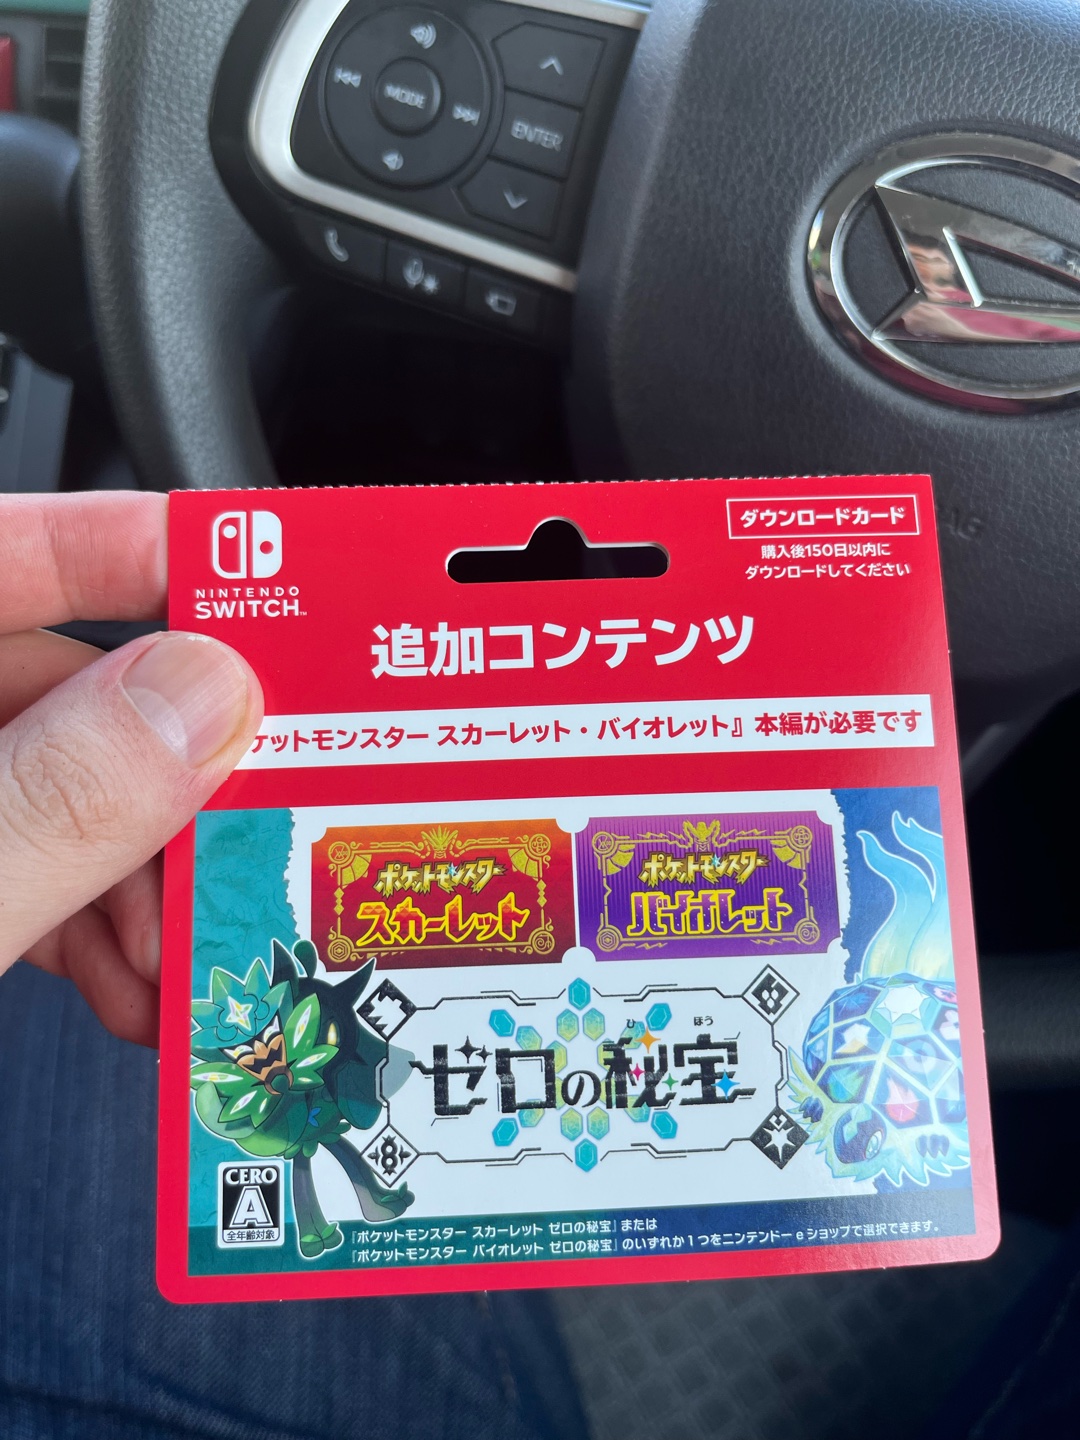 MODE
ENTER
ダウンロードカード
購入後150日以内に
ダウンロードしてください
NINTENDO
SWITCH™
追加コンテンツ
ケットモンスター スカーレット・バイオレット』本編が必要です
ポケットモンスター
スカーレット
ポケットモンスター
バイオレット
ひ ほう
ゼロの秘宝
CERO
A
全年齢対象
『ポケットモンスター スカーレット ゼロの秘宝』または
『ポケットモンスター バイオレット ゼロの秘宝』のいずれか1つをニンテンドーeショップで選択できます。